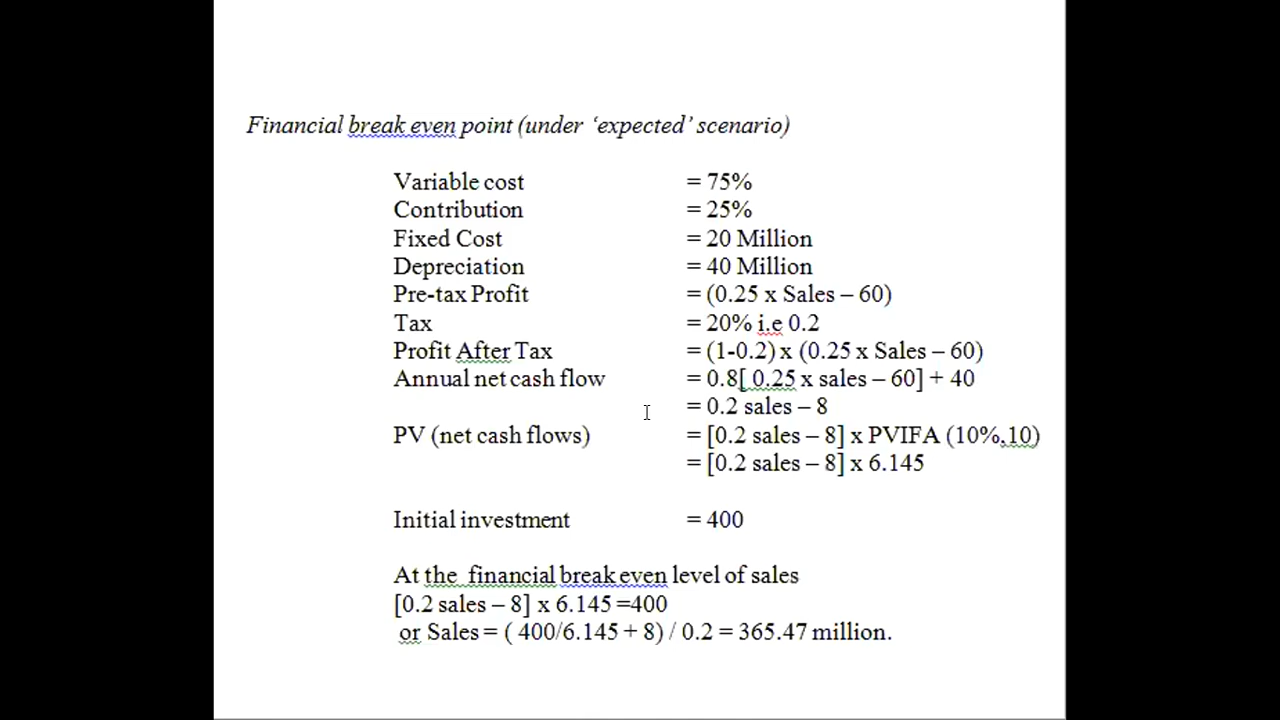 Financial break even point (under ‘expected’ scenario)
Variable cost = 75%
Contribution = 25%
Fixed Cost = 20 Million
Depreciation = 40 Million
Pre-tax Profit = (0.25 x Sales – 60)
Tax = 20% i.e 0.2
Profit After Tax = (1-0.2) x (0.25 x Sales – 60)
Annual net cash flow = 0.8[ 0.25 x sales – 60] + 40
= 0.2 sales – 8
PV (net cash flows) = [0.2 sales – 8] x PVIFA (10%,10)
= [0.2 sales – 8] x 6.145
Initial investment = 400
At the financial break even level of sales
[0.2 sales – 8] x 6.145 =400
or Sales = ( 400/6.145 + 8) / 0.2 = 365.47 million.